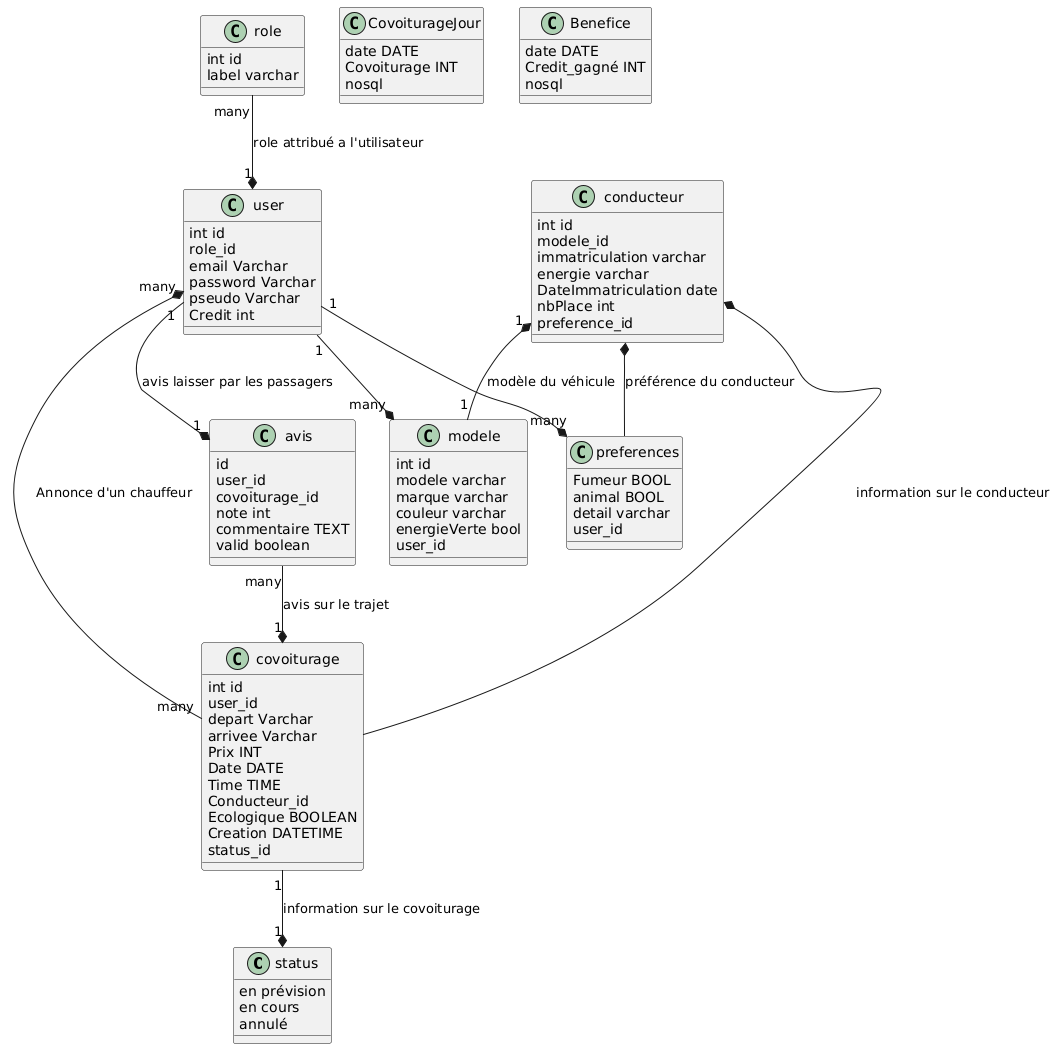 C role
int id
label varchar
C CovoiturageJour
date DATE
Covoiturage INT
nosql
C Benefice
date DATE
Credit_gagné INT
nosql
many
role attribué a l'utilisateur
1
C user
int id
role_id
email Varchar
password Varchar
pseudo Varchar
Credit int
C conducteur
int id
modele_id
immatriculation varchar
energie varchar
DateImmatriculation date
nbPlace int
preference_id
many
1
1
1
1
avis laisser par les passagers
modèle du véhicule
préférence du conducteur
1
many
1
many
C avis
id
user_id
covoiturage_id
note int
commentaire TEXT
valid boolean
C modele
int id
modele varchar
marque varchar
couleur varchar
energieVerte bool
user_id
C preferences
Fumeur BOOL
animal BOOL
detail varchar
user_id
Annonce d'un chauffeur
information sur le conducteur
many
avis sur le trajet
1
C covoiturage
int id
user_id
depart Varchar
arrivee Varchar
Prix INT
Date DATE
Time TIME
Conducteur_id
Ecologique BOOLEAN
Creation DATETIME
status_id
many
1
information sur le covoiturage
1
C status
en prévision
en cours
annulé